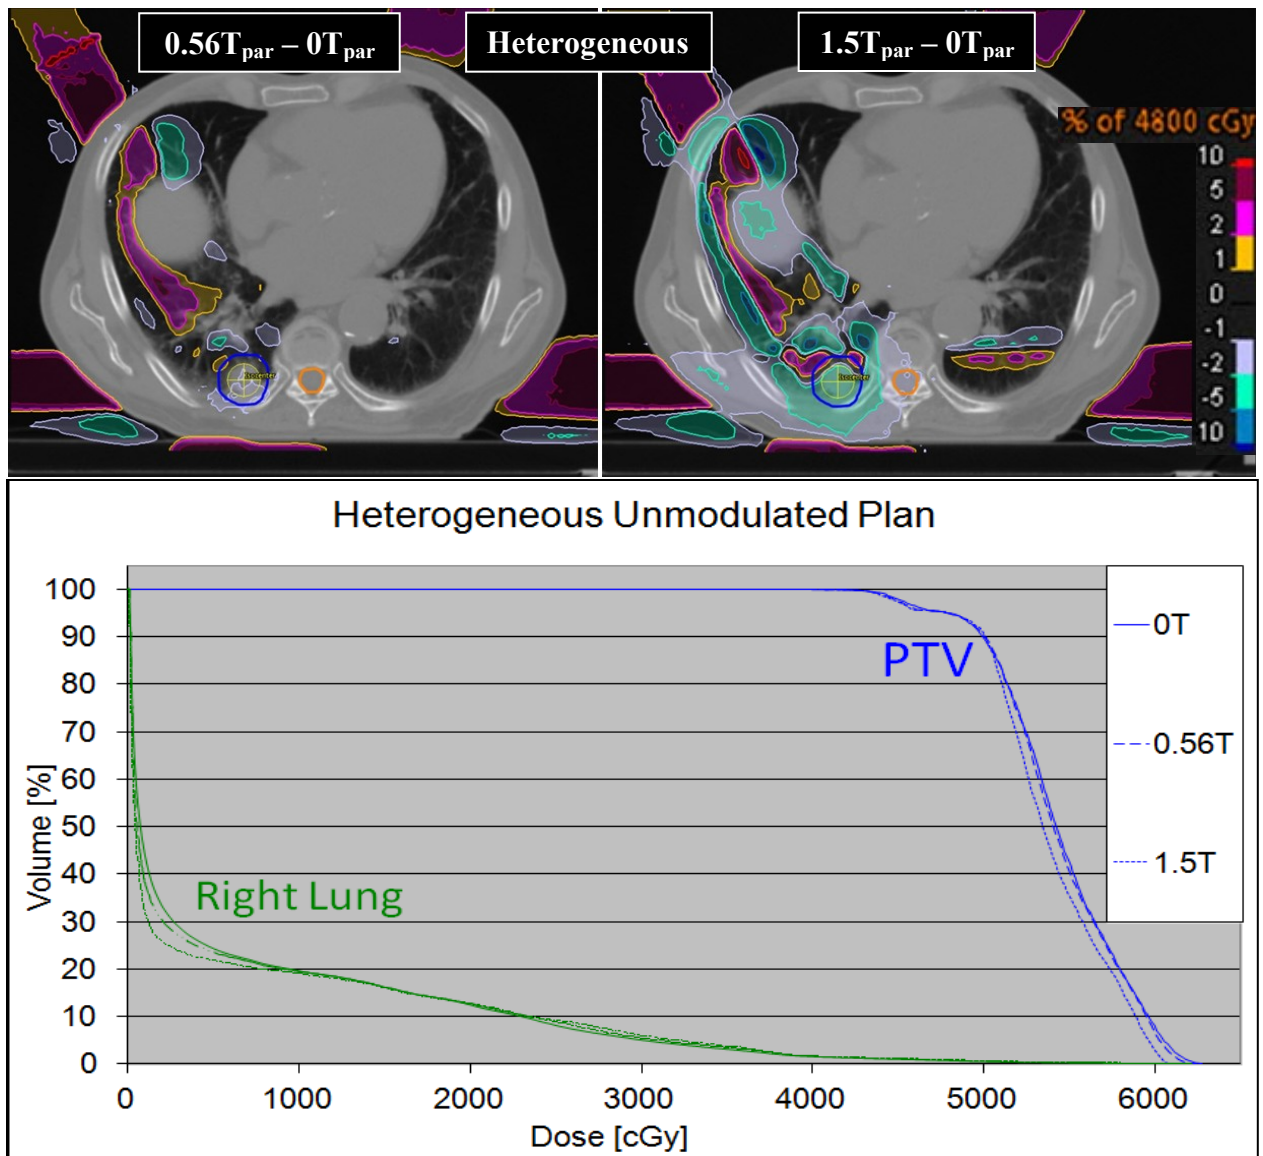 0.56Tpar – 0Tpar
Heterogeneous
1.5Tpar – 0Tpar
% of 4800 cGy
10
5
2
1
0
-1
-2
-5
10
Isocenter
Isocenter
Heterogeneous Unmodulated Plan
100
90
80
70
60
50
40
30
20
10
0
Volume [%]
PTV
Right Lung
0T
0.56T
1.5T
0
1000
2000
3000
4000
5000
6000
Dose [cGy]